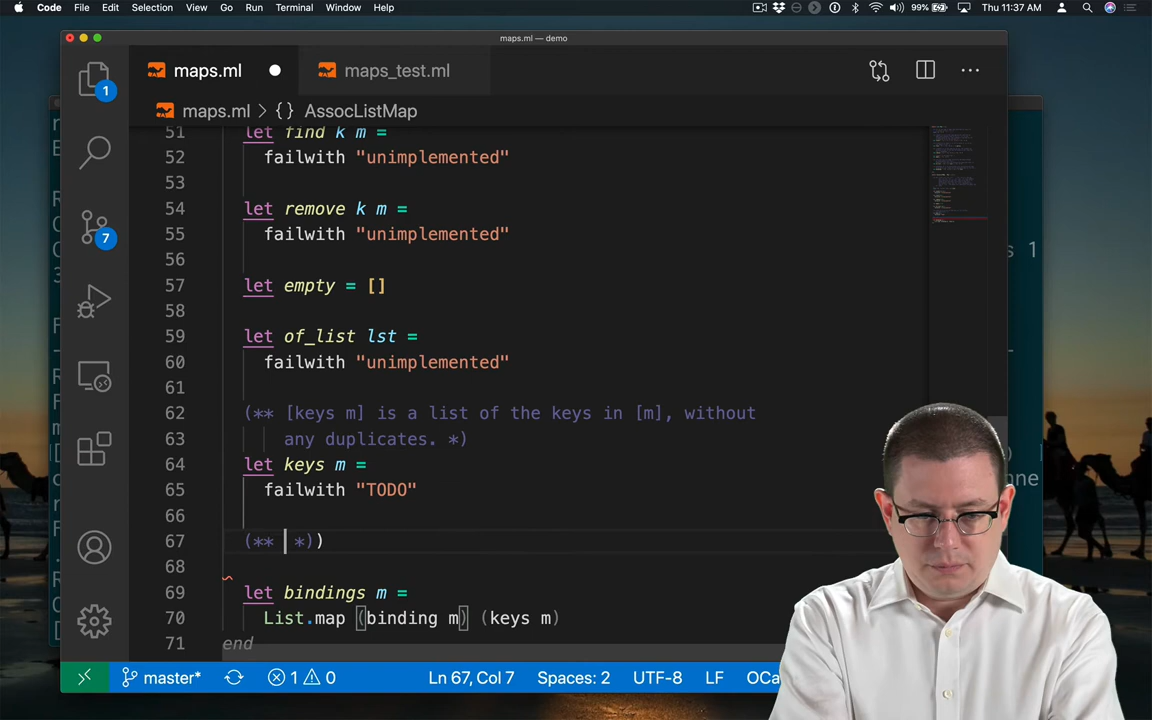 Code File Edit Selection View Go Run Terminal Window Help 99% Thu 11:37 AM
maps.ml — demo
maps.ml maps_test.ml
maps.ml > {} AssocListMap
51 let find k m =
52 failwith "unimplemented"
53
54 let remove k m =
55 failwith "unimplemented"
56
57 let empty = []
58
59 let of_list lst =
60 failwith "unimplemented"
61
62 (** [keys m] is a list of the keys in [m], without
63 any duplicates. *)
64 let keys m =
65 failwith "TODO"
66
67 (** *))
68
69 let bindings m =
70 List.map (binding m) (keys m)
71 end
1
7
master* 1 0 Ln 67, Col 7 Spaces: 2 UTF-8 LF